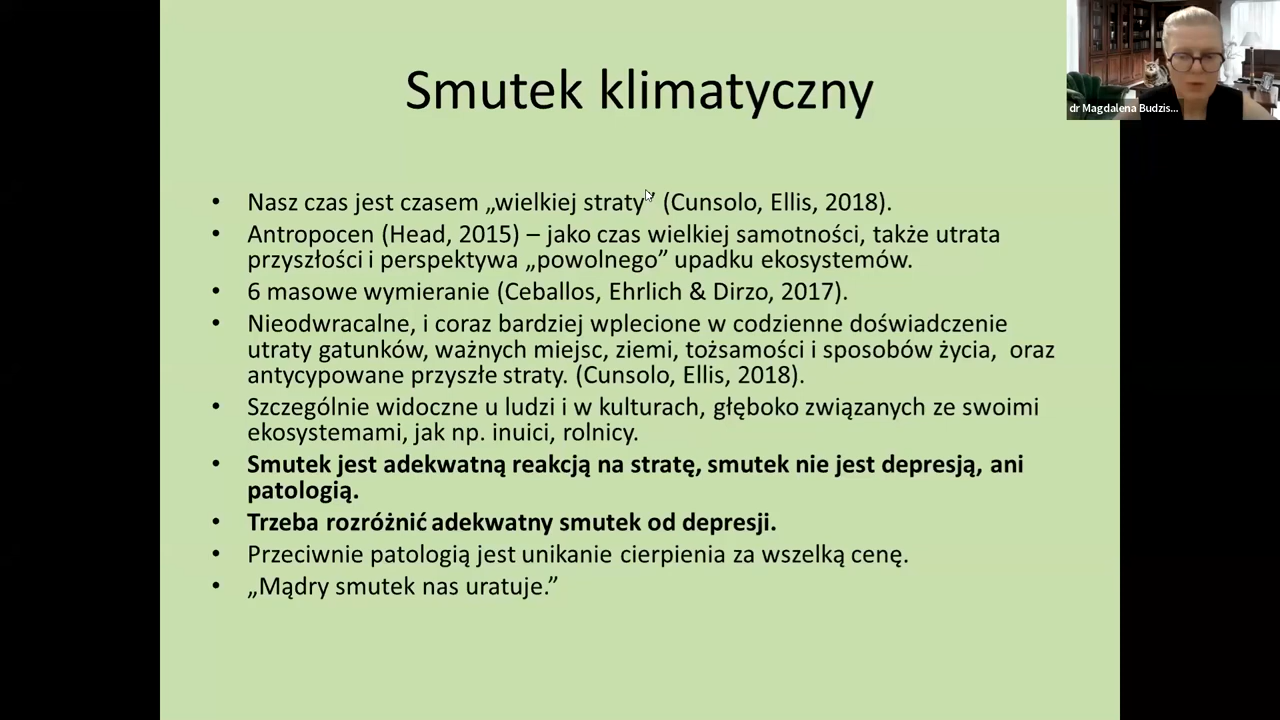 Smutek klimatyczny
dr Magdalena Budzis...
• Nasz czas jest czasem „wielkiej straty” (Cunsolo, Ellis, 2018).
• Antropocen (Head, 2015) – jako czas wielkiej samotności, także utrata
przyszłości i perspektywa „powolnego” upadku ekosystemów.
• 6 masowe wymieranie (Ceballos, Ehrlich & Dirzo, 2017).
• Nieodwracalne, i coraz bardziej wplecione w codzienne doświadczenie
utraty gatunków, ważnych miejsc, ziemi, tożsamości i sposobów życia, oraz
antycypowane przyszłe straty. (Cunsolo, Ellis, 2018).
• Szczególnie widoczne u ludzi i w kulturach, głęboko związanych ze swoimi
ekosystemami, jak np. inuici, rolnicy.
• Smutek jest adekwatną reakcją na stratę, smutek nie jest depresją, ani
patologią.
• Trzeba rozróżnić adekwatny smutek od depresji.
• Przeciwnie patologią jest unikanie cierpienia za wszelką cenę.
• „Mądry smutek nas uratuje.”